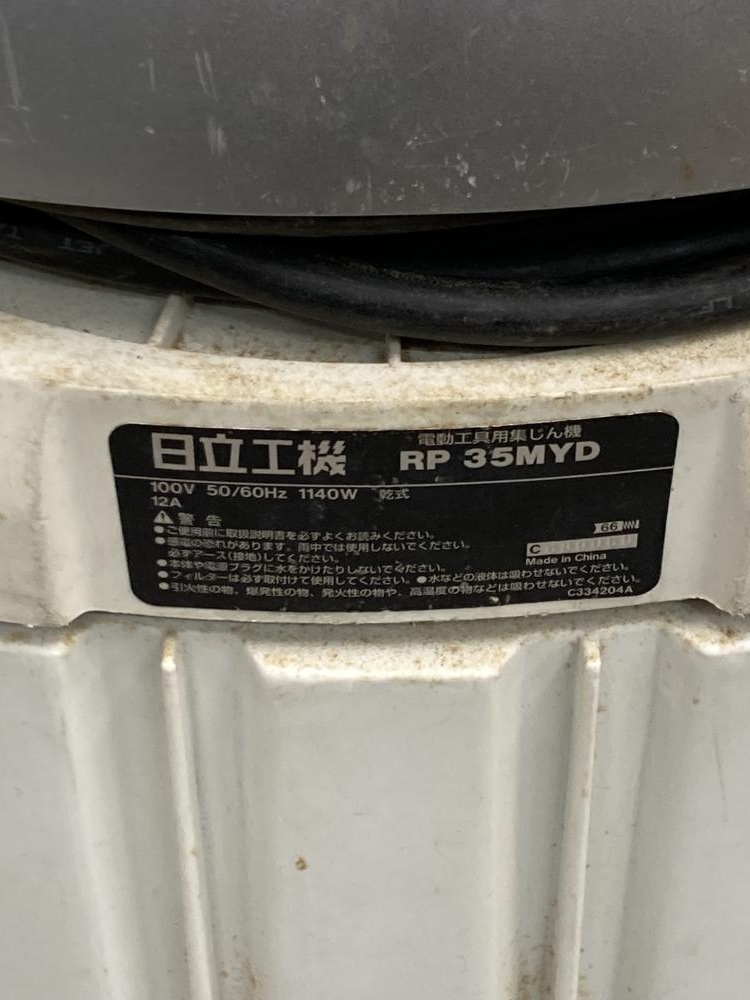 日立工機
電動工具用集じん機
RP 35MYD
100V 50/60Hz 1140W 乾式
12A
警告
●ご使用前に取扱説明書を必ずよくお読みください。
●感電の恐れがあります。雨中では使用しないでください。
必ずアース(接地)してください。
●本体や電源プラグに水をかけたりしないでください。
●フィルターは必ず取付けて使用してください。●水などの液体は吸わせないでください。
●引火性の物、爆発性の物、発火性の物や、高温度の物などは吸わせないでください。
66
C
Made in China
C334204A